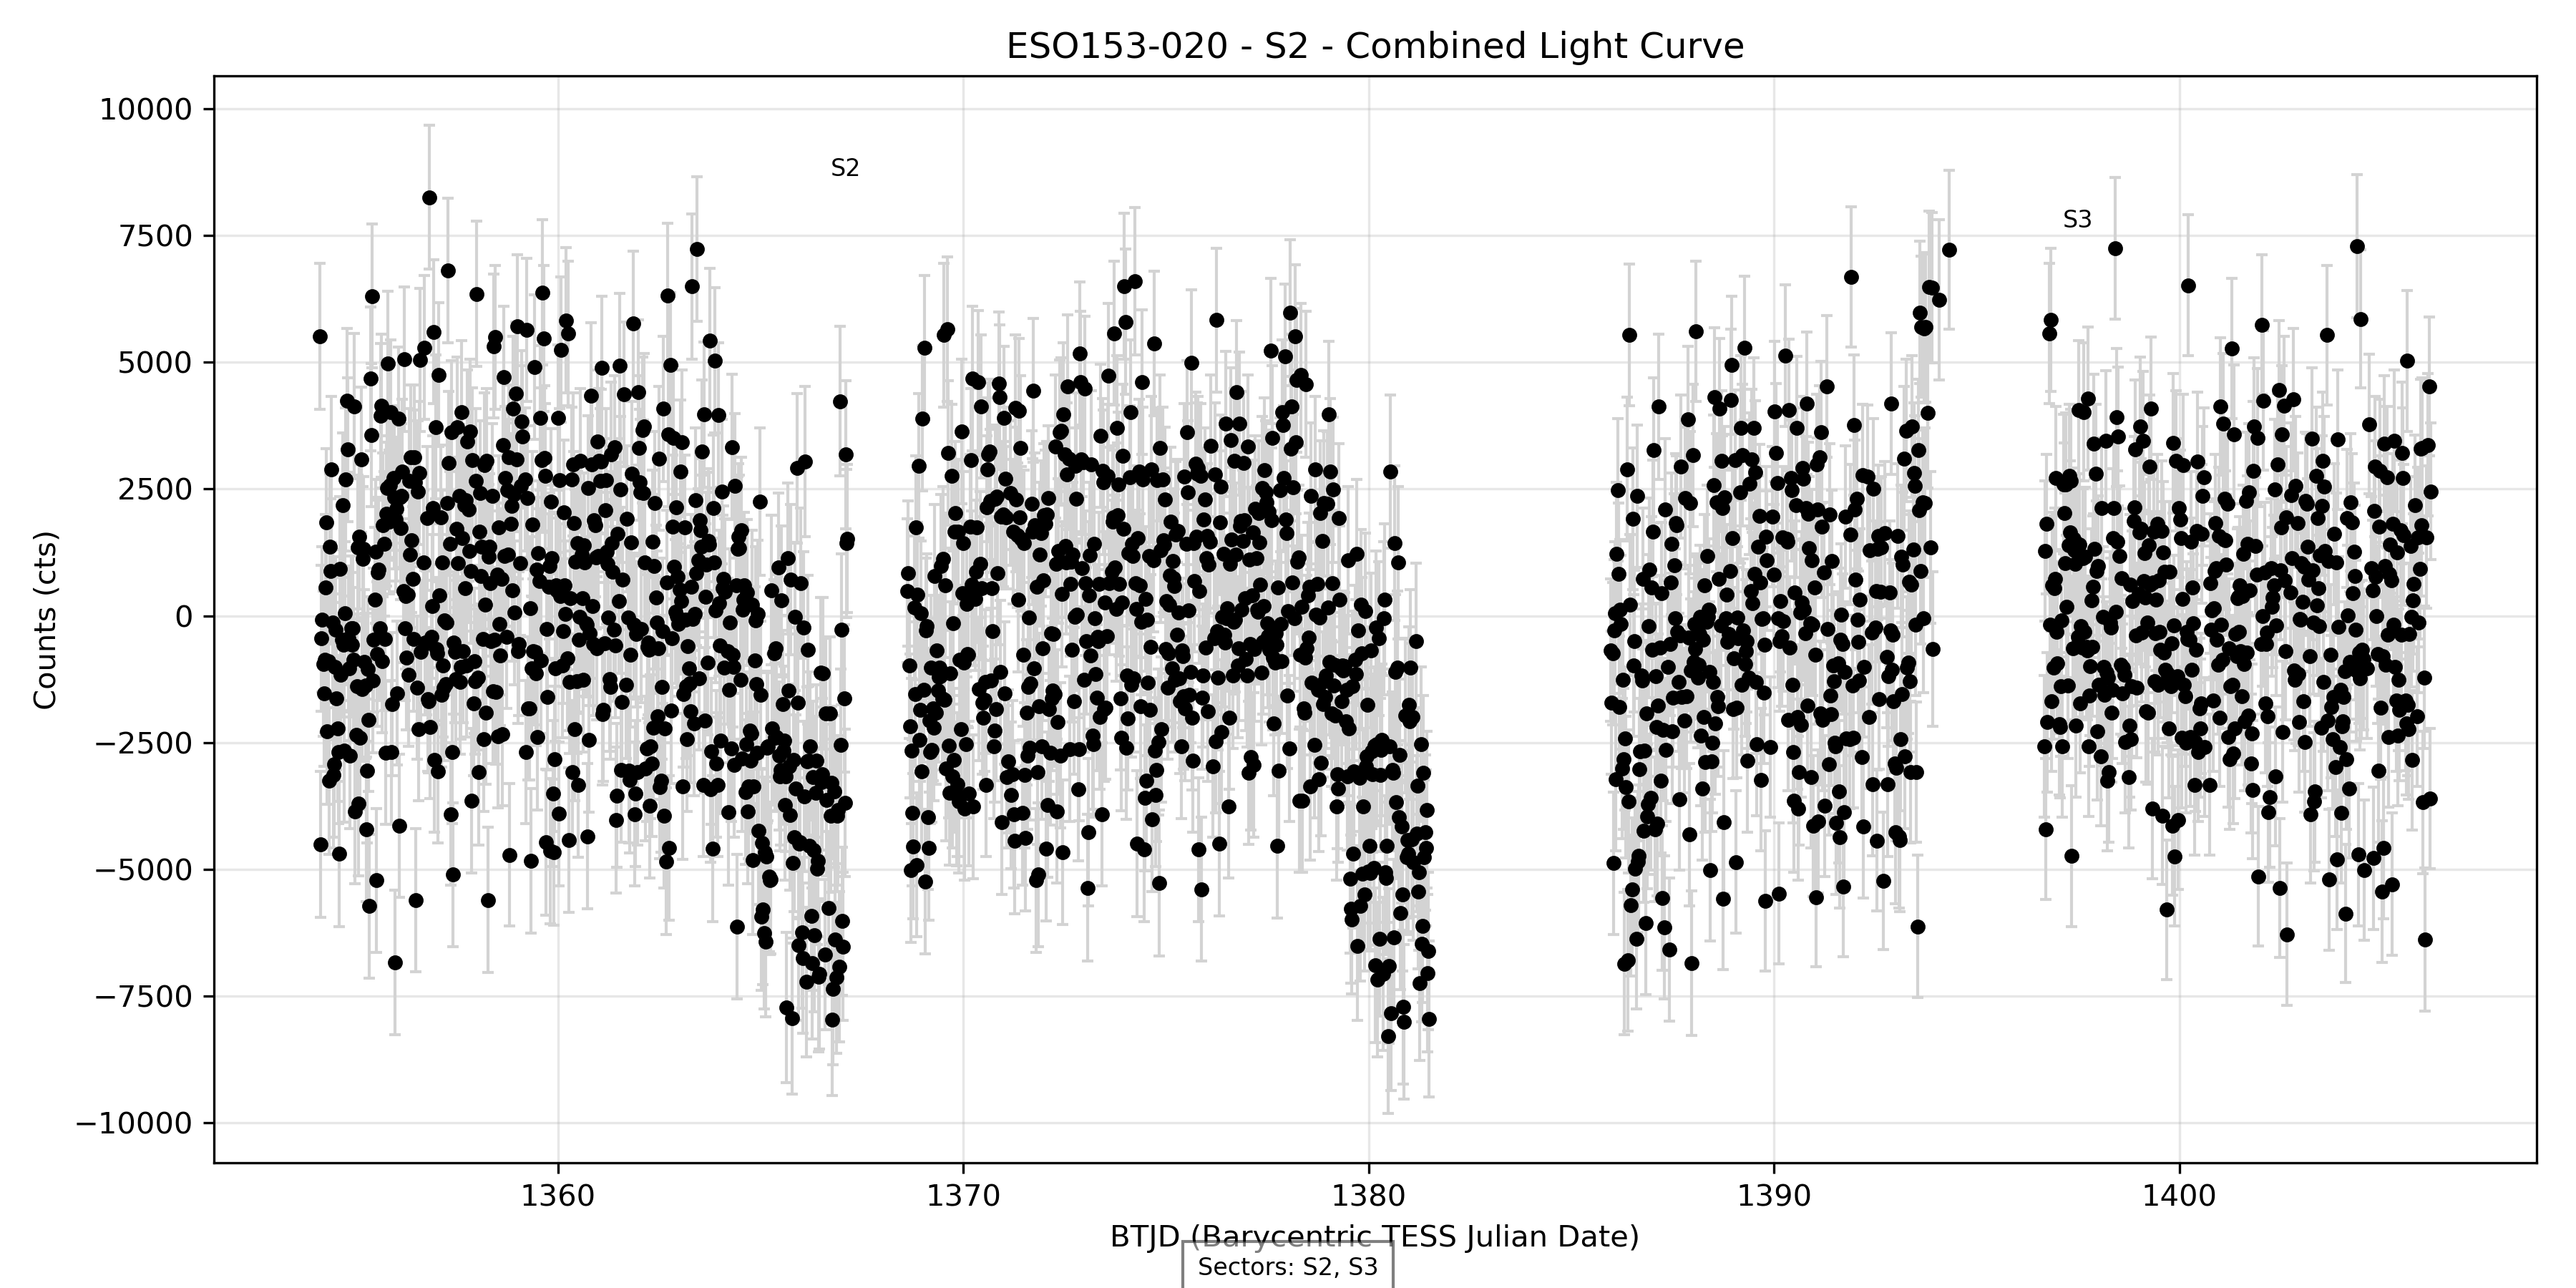 ESO153-020 - S2 - Combined Light Curve
10000
7500
5000
2500
0
−2500
−5000
−7500
−10000
Counts (cts)
S2
S3
1360
1370
1380
1390
1400
BTJD (Barycentric TESS Julian Date)
Sectors: S2, S3